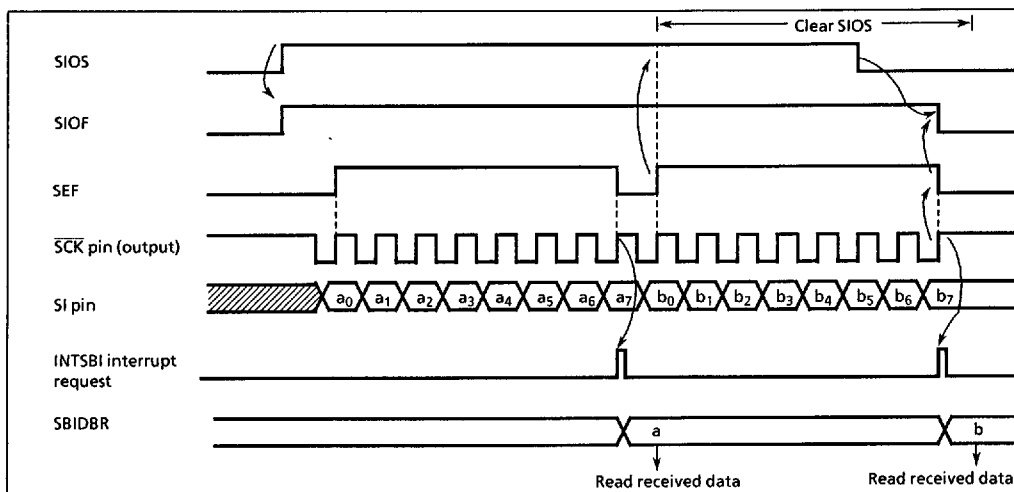 Clear SIOS
SIOS
SIOF
SEF
SCK pin (output)
SI pin
a0 a1 a2 a3 a4 a5 a6 a7 b0 b1 b2 b3 b4 b5 b6 b7
INTSBI interrupt
request
SBIDBR
a b
Read received data Read received data